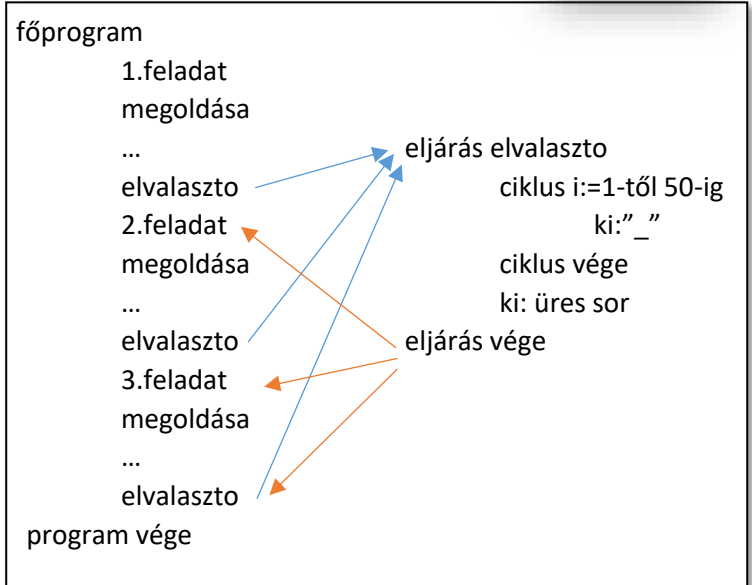 főprogram
1.feladat
megoldása
…
elvalaszto
2.feladat
megoldása
…
elvalaszto
3.feladat
megoldása
…
elvalaszto
program vége
eljárás elvalaszto
ciklus i:=1-től 50-ig
ki:”_”
ciklus vége
ki: üres sor
eljárás vége